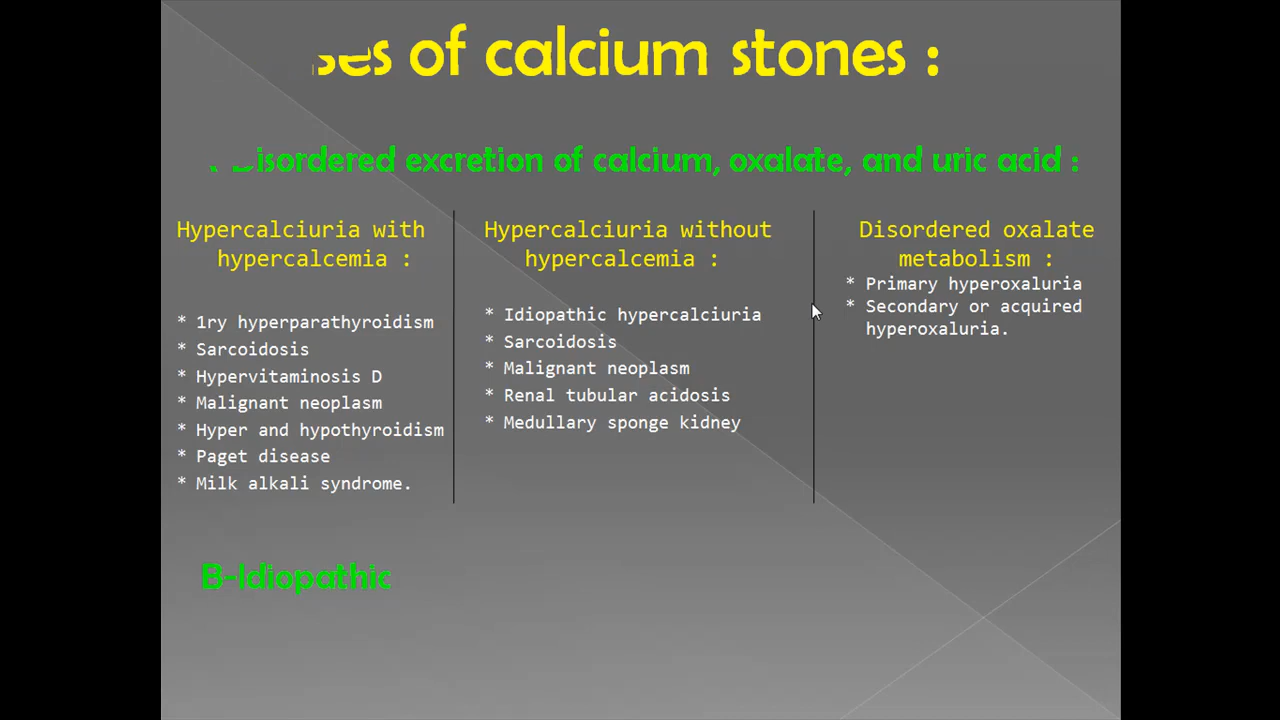 of calcium stones :
excretion of calcium, oxalate, and uric acid :
Hypercalciuria with
hypercalcemia :
* 1ry hyperparathyroidism
* Sarcoidosis
* Hypervitaminosis D
* Malignant neoplasm
* Hyper and hypothyroidism
* Paget disease
* Milk alkali syndrome.
Hypercalciuria without
hypercalcemia :
* Idiopathic hypercalciuria
* Sarcoidosis
* Malignant neoplasm
* Renal tubular acidosis
* Medullary sponge kidney
Disordered oxalate
metabolism :
* Primary hyperoxaluria
* Secondary or acquired
hyperoxaluria.
B-Idiopathic